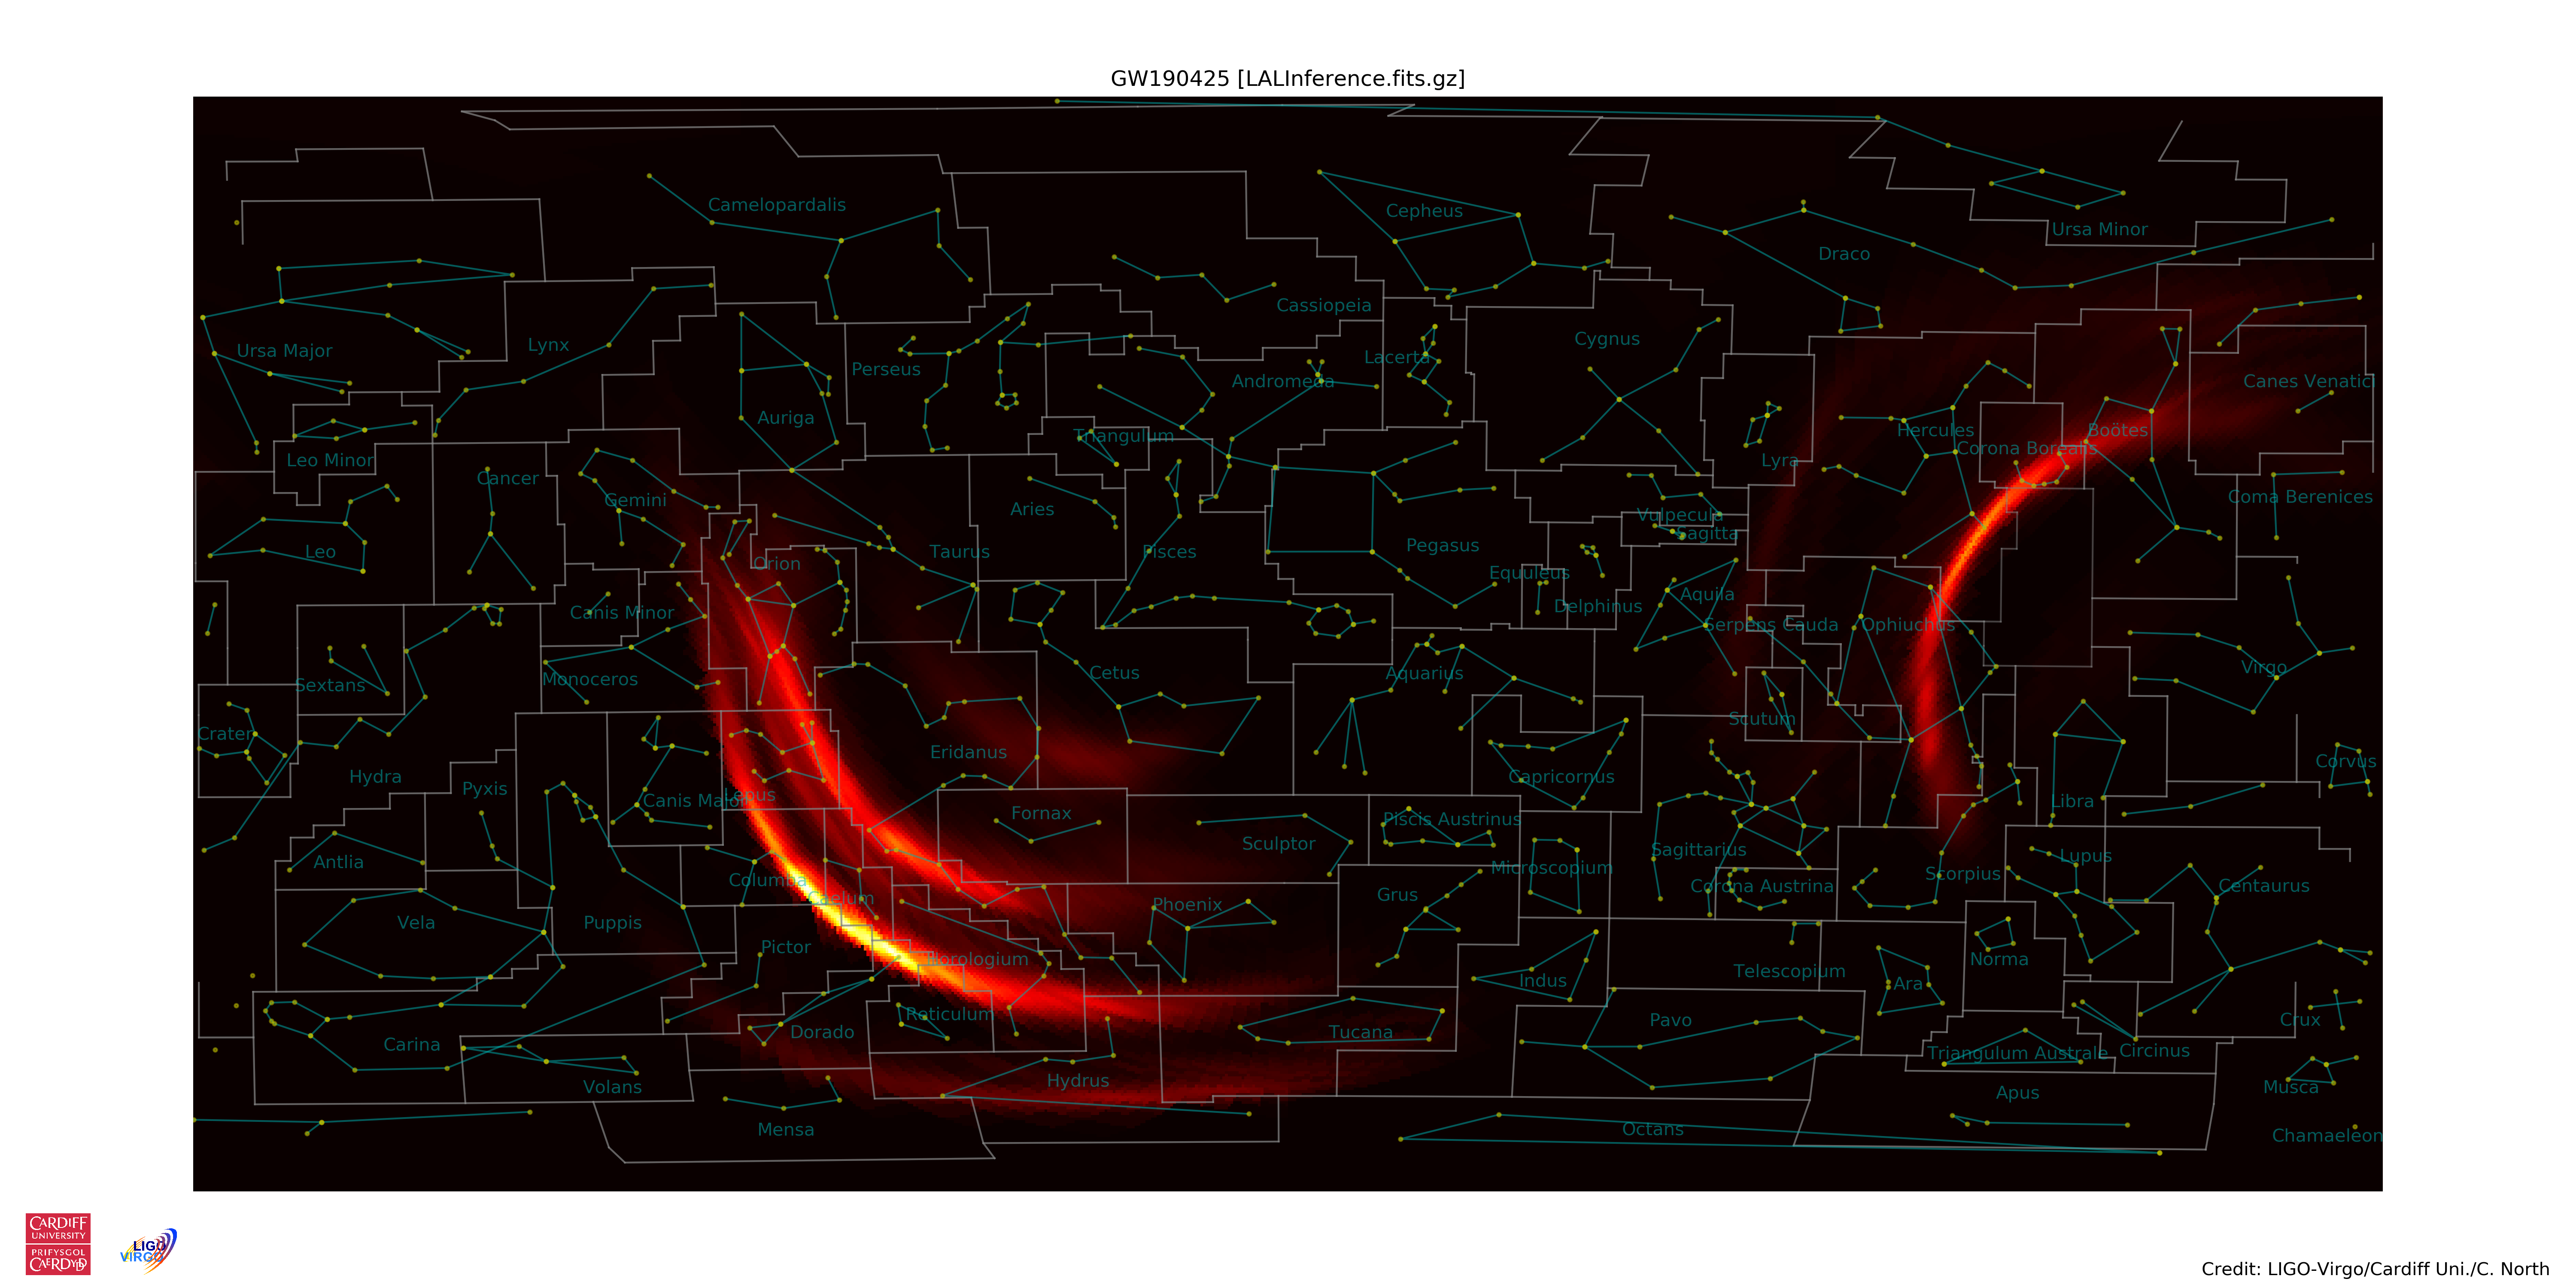 GW190425 [LALInference.fits.gz]
Camelopardalis
Cepheus
Ursa Minor
Draco
Cassiopeia
Cygnus
Ursa Major
Lynx
Lacerta
Perseus
Andromeda
Canes Venatici
Auriga
Triangulum
Hercules
Boötes
Corona Borealis
Leo Minor
Lyra
Cancer
Gemini
Coma Berenices
Aries
Vulpecula
Sagitta
Leo
Taurus
Pisces
Pegasus
Orion
Equuleus
Aquila
Canis Minor
Delphinus
Serpens Cauda
Ophiuchus
Virgo
Sextans
Monoceros
Cetus
Aquarius
Scutum
Crater
Eridanus
Corvus
Hydra
Capricornus
Pyxis
Canis Major
Lepus
Libra
Fornax
Piscis Austrinus
Sculptor
Sagittarius
Antlia
Lupus
Microscopium
Columba
Scorpius
Corona Austrina
Centaurus
Caelum
Grus
Phoenix
Vela
Puppis
Pictor
Horologium
Norma
Telescopium
Indus
Ara
Reticulum
Pavo
Crux
Dorado
Tucana
Carina
Triangulum Australe
Circinus
Hydrus
Volans
Musca
Apus
Mensa
Octans
Chamaeleon
CARDIFF
UNIVERSITY
PRIFYSGOL
CAERDYDD
LIGO
VIRGO
Credit: LIGO-Virgo/Cardiff Uni./C. North